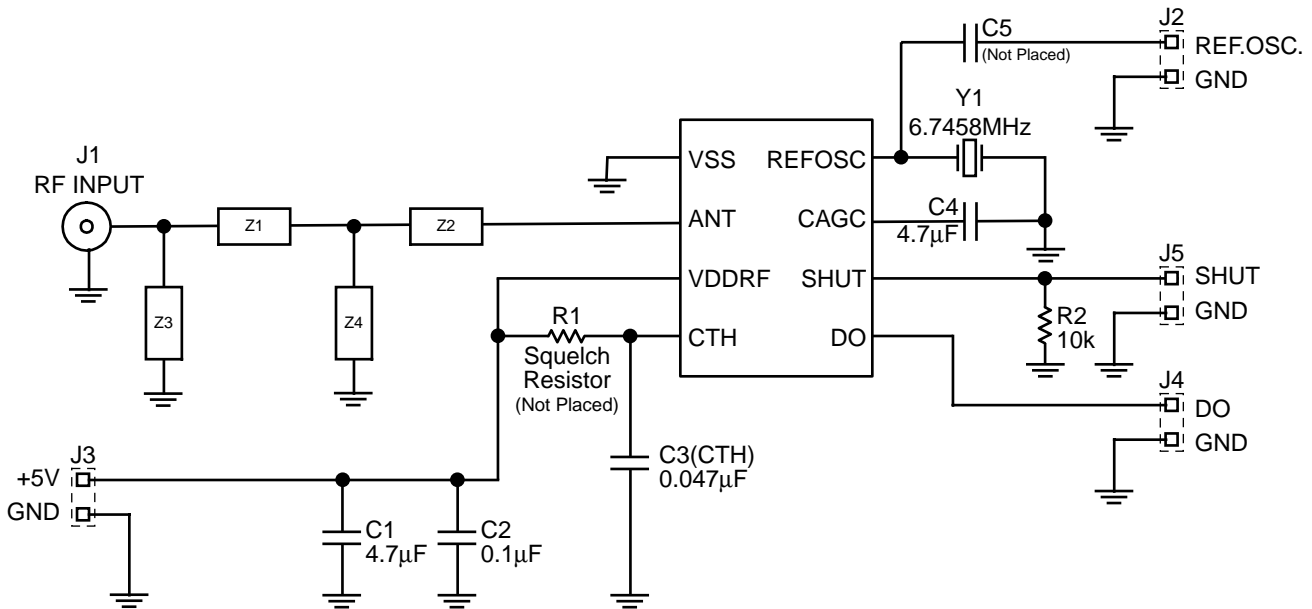 J2
C5
(Not Placed)
REF.OSC.
GND
Y1
6.7458MHz
J1
RF INPUT
VSS
REFOSC
Z1
Z2
ANT
CAGC
C4
4.7μF
Z3
Z4
VDDRF
SHUT
J5
SHUT
GND
R1
Squelch
Resistor
(Not Placed)
CTH
DO
R2
10k
J4
DO
GND
J3
+5V
GND
C3(CTH)
0.047μF
C1
4.7μF
C2
0.1μF